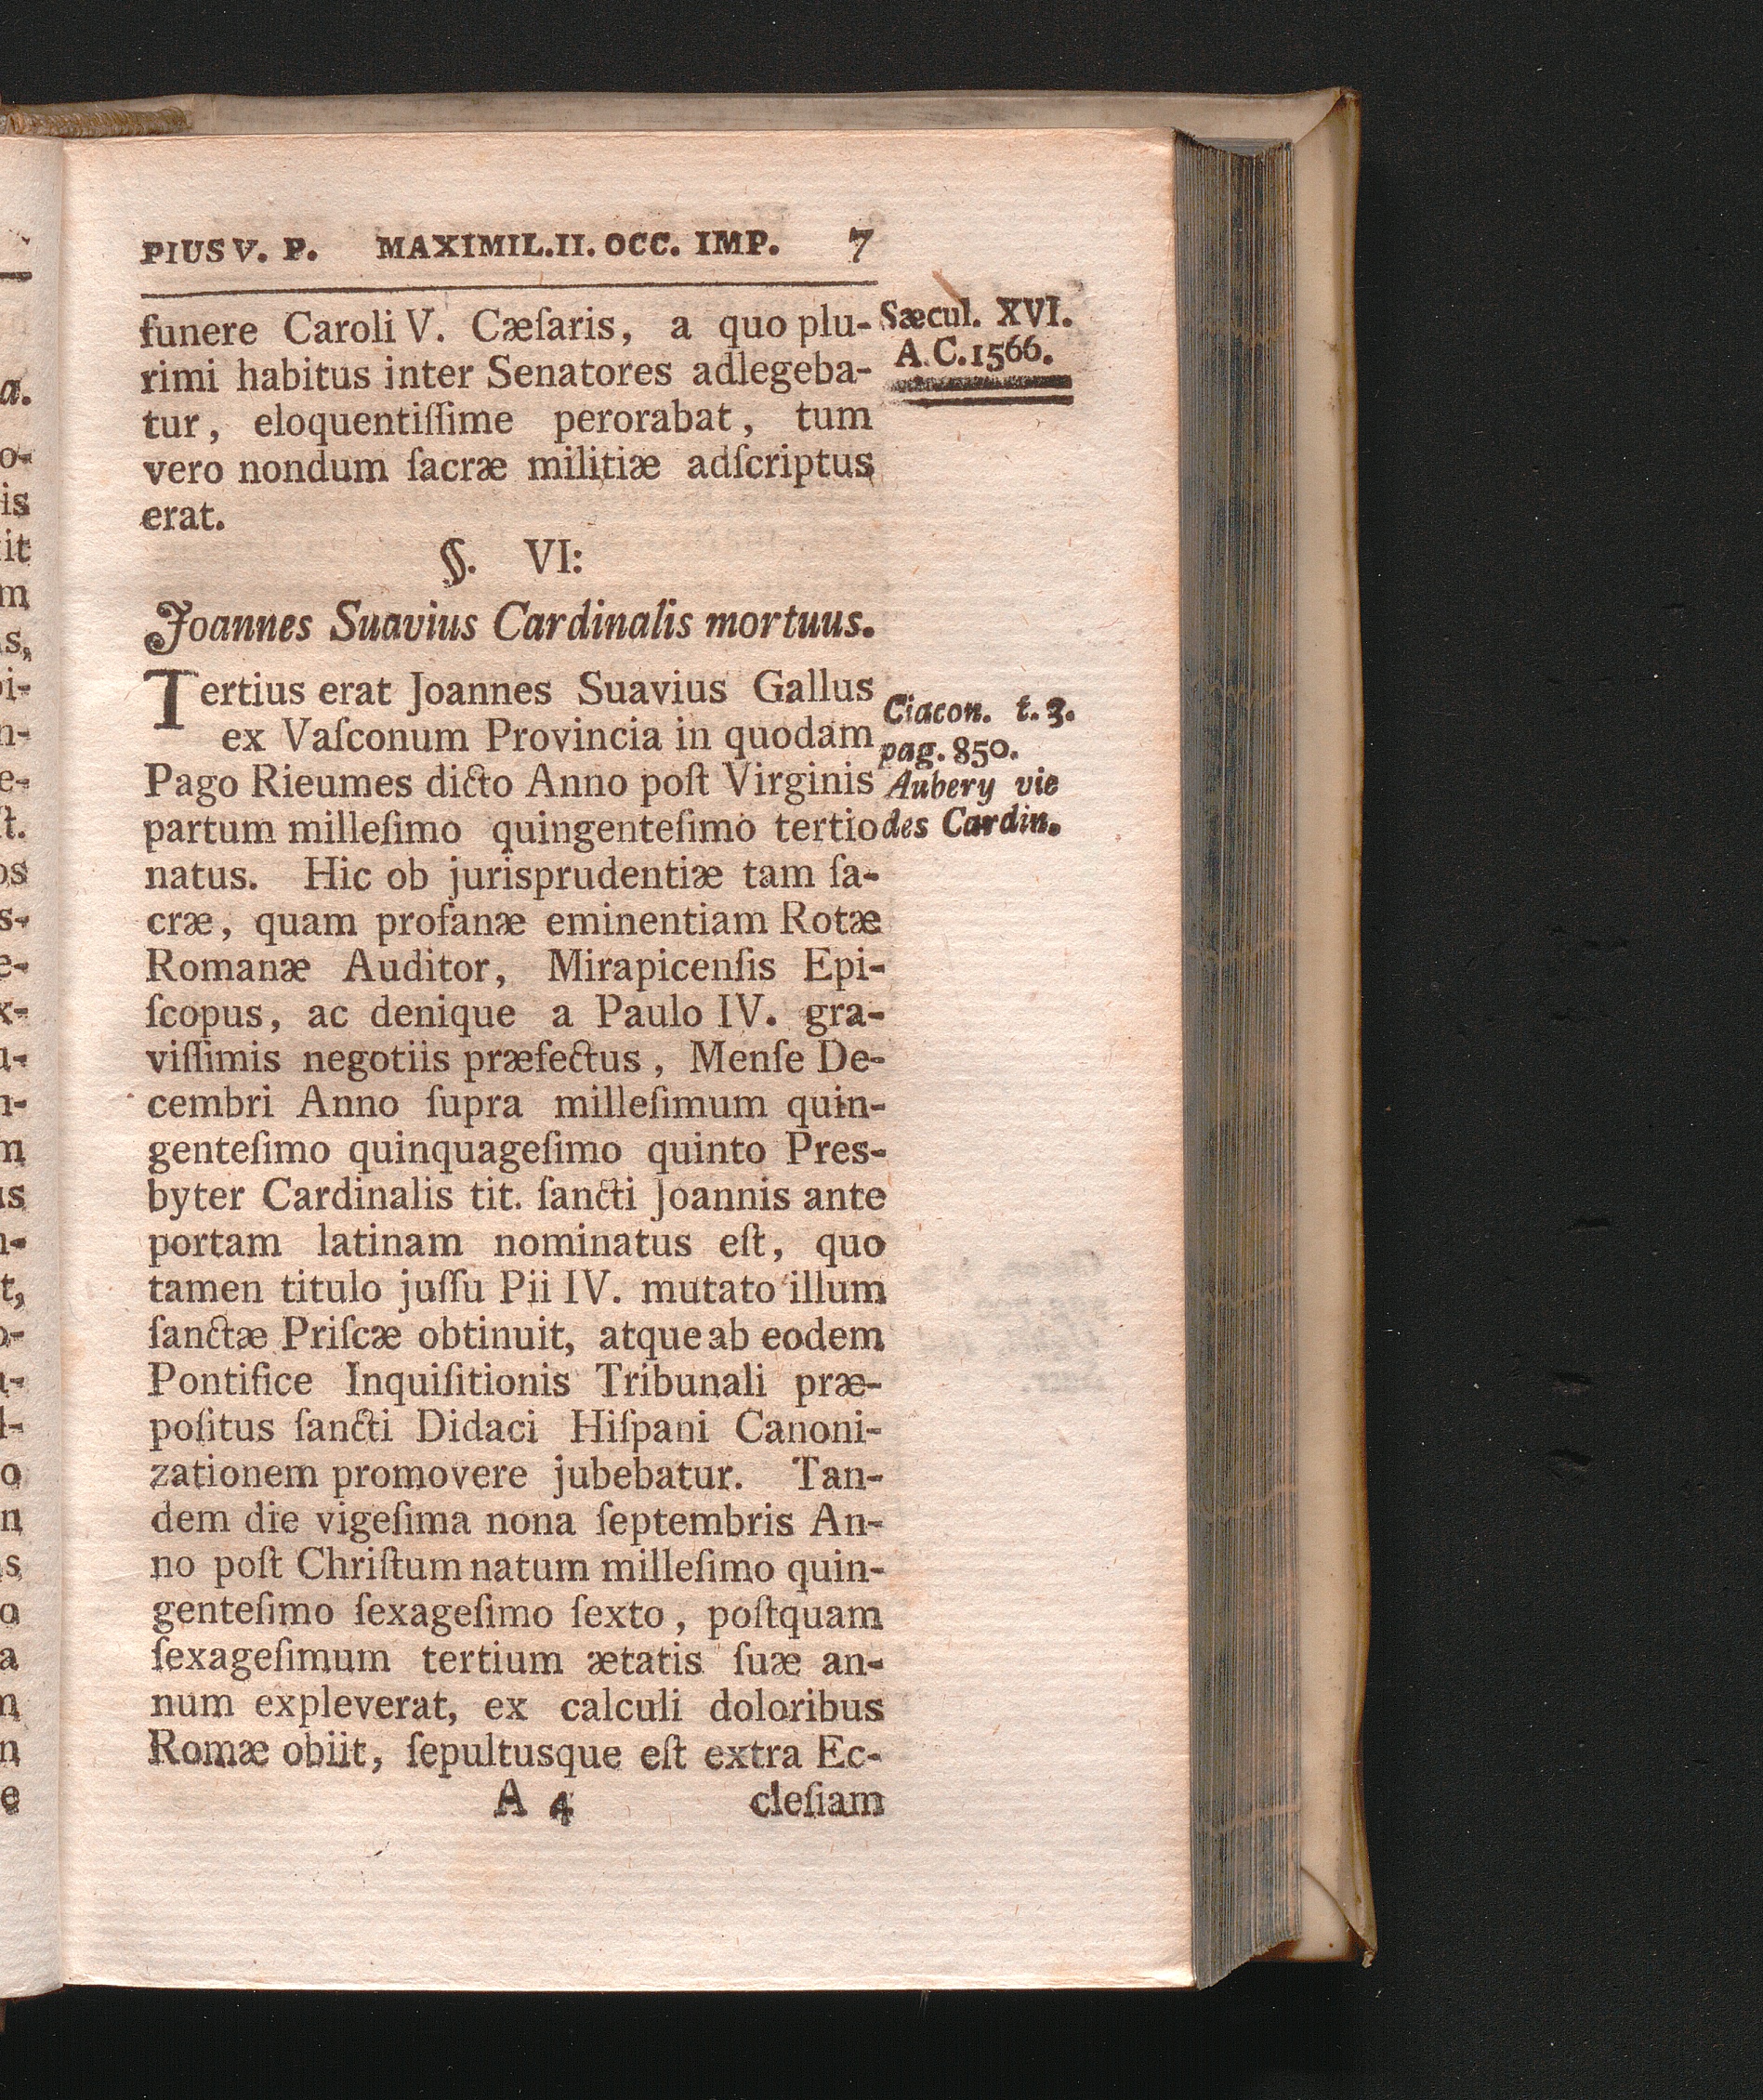 PIUS V. P. MAXIMIL. II. OCC. IMP. 7
funere Caroli V. Cæſaris, a quo plu-
rimi habitus inter Senatores adlegeba-
tur, eloquentiſſime perorabat, tum
vero nondum ſacræ militiæ adſcriptus
erat.
Sæcul. XVI.
A. C. 1566.
§. VI:
Joannes Suavius Cardinalis mortuus.
Tertius erat Joannes Suavius Gallus
ex Vaſconum Provincia in quodam
Pago Rieumes dicto Anno poſt Virginis
partum milleſimo quingenteſimo tertio
natus. Hic ob jurisprudentiæ tam ſa-
cræ, quam profanæ eminentiam Rotæ
Romanæ Auditor, Mirapicenſis Epi-
ſcopus, ac denique a Paulo IV. gra-
viſſimis negotiis præfectus, Menſe De-
cembri Anno ſupra milleſimum quin-
genteſimo quinquageſimo quinto Pres-
byter Cardinalis tit. ſancti Joannis ante
portam latinam nominatus eſt, quo
tamen titulo juſſu Pii IV. mutato illum
ſanctæ Priſcæ obtinuit, atque ab eodem
Pontifice Inquiſitionis Tribunali præ-
poſitus ſancti Didaci Hiſpani Canoni-
zationem promovere jubebatur. Tan-
dem die vigeſima nona ſeptembris An-
no poſt Chriſtum natum milleſimo quin-
genteſimo ſexageſimo ſexto, poſtquam
ſexageſimum tertium ætatis ſuæ an-
num expleverat, ex calculi doloribus
Romæ obiit, ſepultusque eſt extra Ec-
Ciacon. t. 3.
pag. 850.
Aubery vie
des Cardin.
A 4 cleſiam